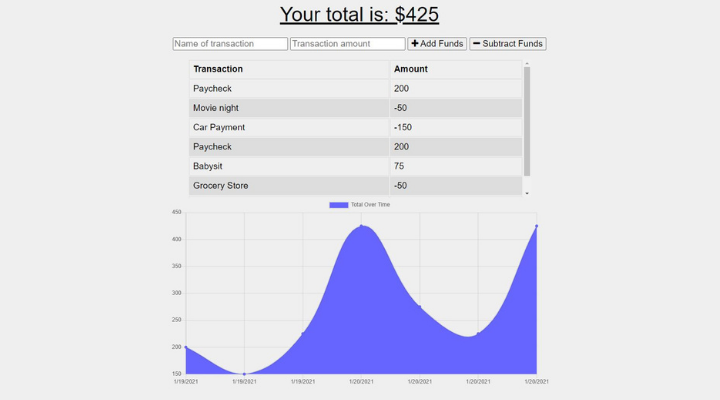 Your total is: $425
Name of transaction Transaction amount + Add Funds − Subtract Funds
Transaction Amount
Paycheck 200
Movie night -50
Car Payment -150
Paycheck 200
Babysit 75
Grocery Store -50
Total Over Time
450
400
350
300
250
200
150
1/19/2021 1/19/2021 1/19/2021 1/20/2021 1/20/2021 1/20/2021 1/20/2021